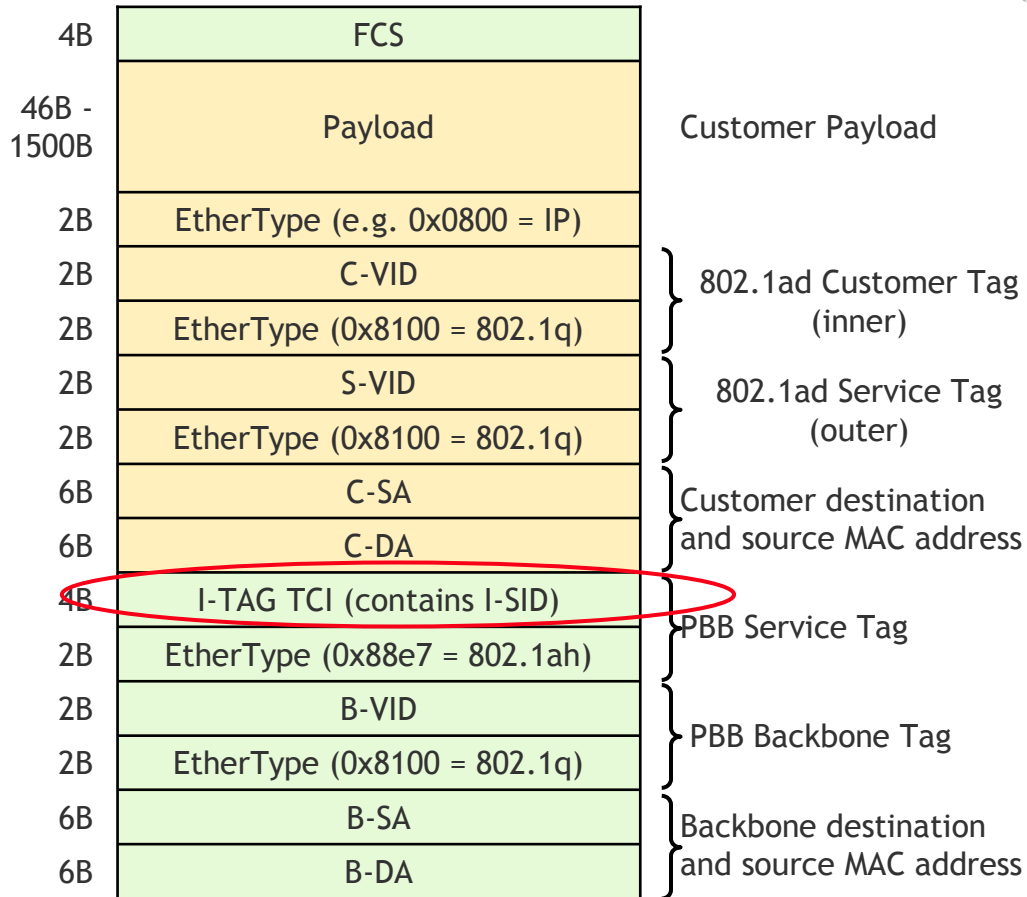 4B FCS
46B -
1500B
Payload Customer Payload
2B EtherType (e.g. 0x0800 = IP)
2B C-VID
2B EtherType (0x8100 = 802.1q)
802.1ad Customer Tag
(inner)
2B S-VID
2B EtherType (0x8100 = 802.1q)
802.1ad Service Tag
(outer)
6B C-SA
6B C-DA
Customer destination
and source MAC address
4B I-TAG TCI (contains I-SID)
2B EtherType (0x88e7 = 802.1ah)
PBB Service Tag
2B B-VID
2B EtherType (0x8100 = 802.1q)
PBB Backbone Tag
6B B-SA
6B B-DA
Backbone destination
and source MAC address